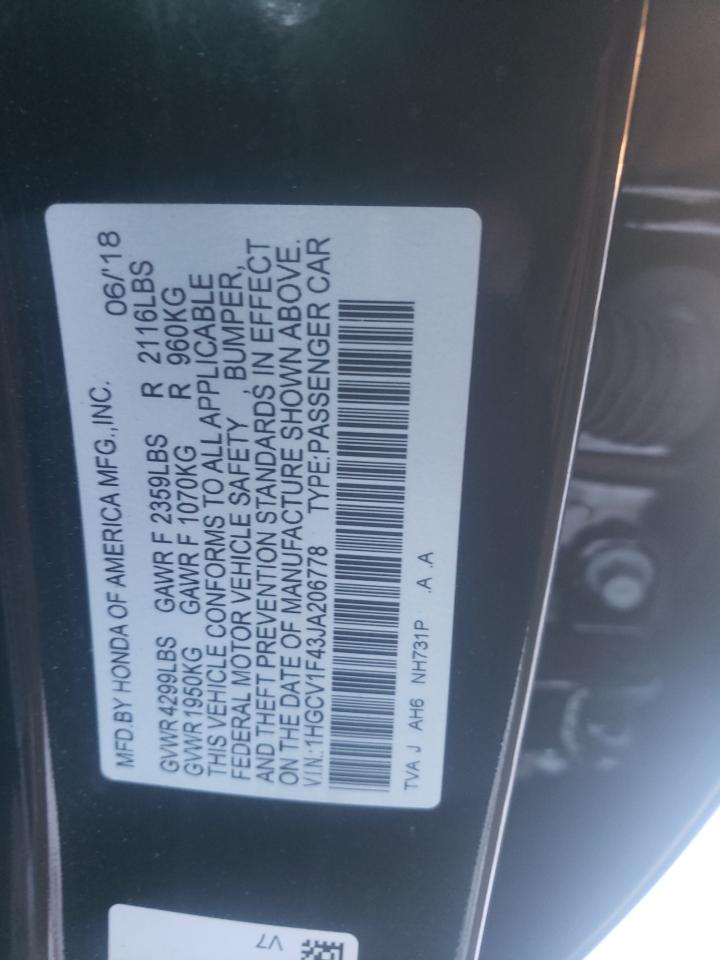 MFD.BY HONDA OF AMERICA MFG.,INC. 06/'18
GVWR 4299LBS GAWR F 2359LBS R 2116LBS
GVWR 1950KG GAWR F 1070KG R 960KG
THIS VEHICLE CONFORMS TO ALL APPLICABLE
FEDERAL MOTOR VEHICLE SAFETY , BUMPER,
AND THEFT PREVENTION STANDARDS IN EFFECT
ON THE DATE OF MANUFACTURE SHOWN ABOVE.
VIN.:1HGCV1F43JA206778 TYPE:PASSENGER CAR
TVA J AH6 NH731P .A .A
V7